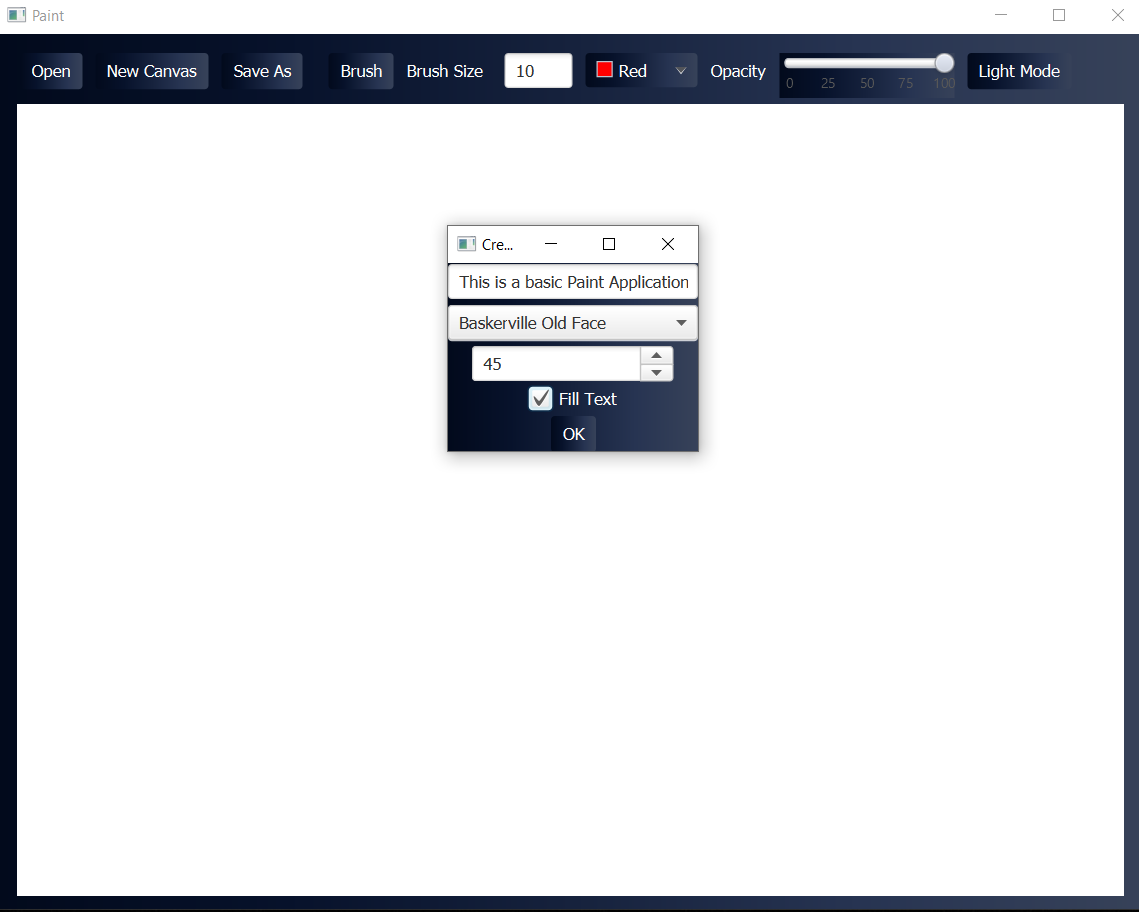 Paint
Open New Canvas Save As Brush Brush Size 10 Red Opacity Light Mode
0 25 50 75 100
Cre...
This is a basic Paint Application
Baskerville Old Face
45
Fill Text
OK